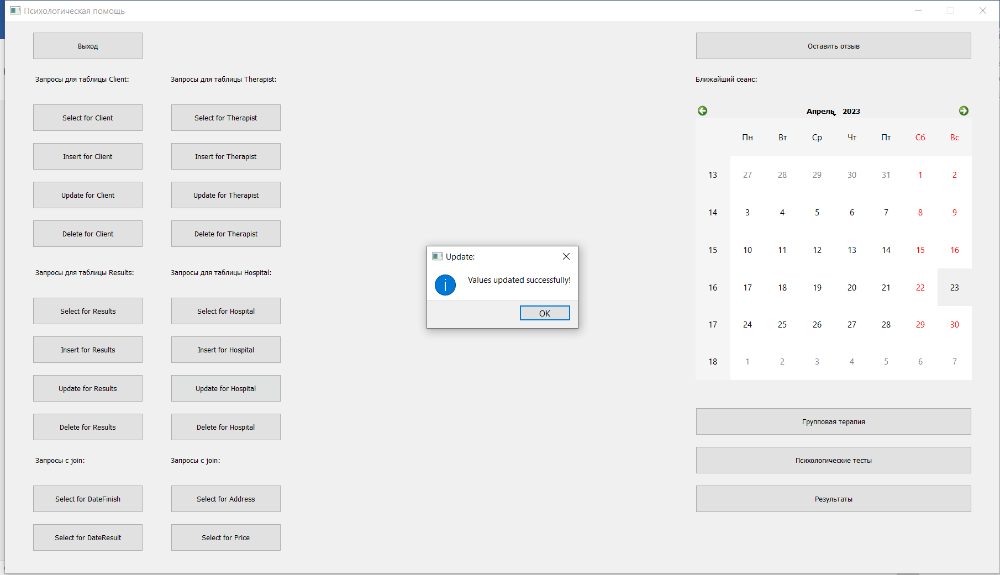 Психологическая помощь
Выход
Запросы для таблицы Client:
Запросы для таблицы Therapist:
Select for Client
Select for Therapist
Insert for Client
Insert for Therapist
Update for Client
Update for Therapist
Delete for Client
Delete for Therapist
Запросы для таблицы Results:
Запросы для таблицы Hospital:
Select for Results
Select for Hospital
Insert for Results
Insert for Hospital
Update for Results
Update for Hospital
Delete for Results
Delete for Hospital
Запросы с join:
Запросы с join:
Select for DateFinish
Select for Address
Select for DateResult
Select for Price
Update:
Values updated successfully!
OK
Оставить отзыв
Ближайший сеанс:
Апрель 2023
Пн Вт Ср Чт Пт Сб Вс
13 27 28 29 30 31 1 2
14 3 4 5 6 7 8 9
15 10 11 12 13 14 15 16
16 17 18 19 20 21 22 23
17 24 25 26 27 28 29 30
18 1 2 3 4 5 6 7
Групповая терапия
Психологические тесты
Результаты